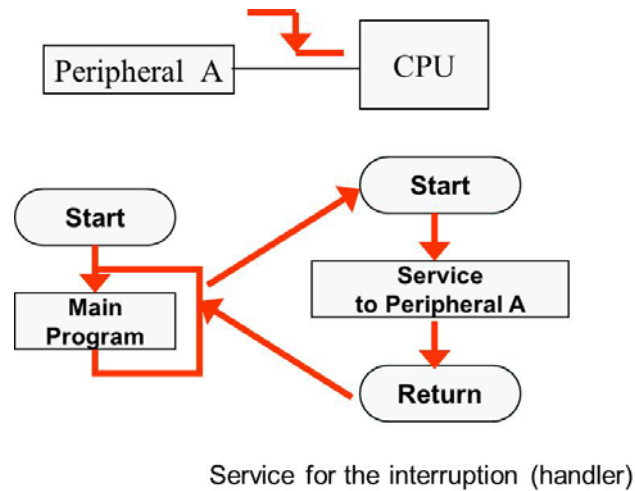 Peripheral A
CPU
Start
Main
Program
Start
Service
to Peripheral A
Return
Service for the interruption (handler)